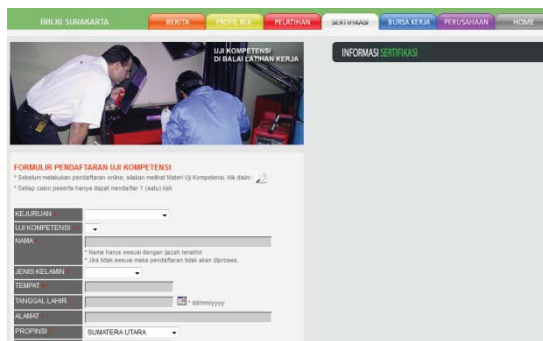 BBLKI SURAKARTA
BERITA
PROFIL BLK
PELATIHAN
SERTIFIKASI
BURSA KERJA
PERUSAHAAN
HOME
UJI KOMPETENSI
DI BALAI LATIHAN KERJA
INFORMASI SERTIFIKASI
FORMULIR PENDAFTARAN UJI KOMPETENSI
* Sebelum melakukan pendaftaran online, silakan melihat Materi Uji Kompetensi, klik disini :
* Setiap calon peserta hanya dapat mendaftar 1 (satu) kali.
KEJURUAN *
UJI KOMPETENSI *
NAMA *
* Nama harus sesuai dengan ijazah terakhir.
* Jika tidak sesuai maka pendaftaran tidak akan diproses.
JENIS KELAMIN *
TEMPAT *
TANGGAL LAHIR * * dd/mm/yyyy
ALAMAT *
PROPINSI * SUMATERA UTARA